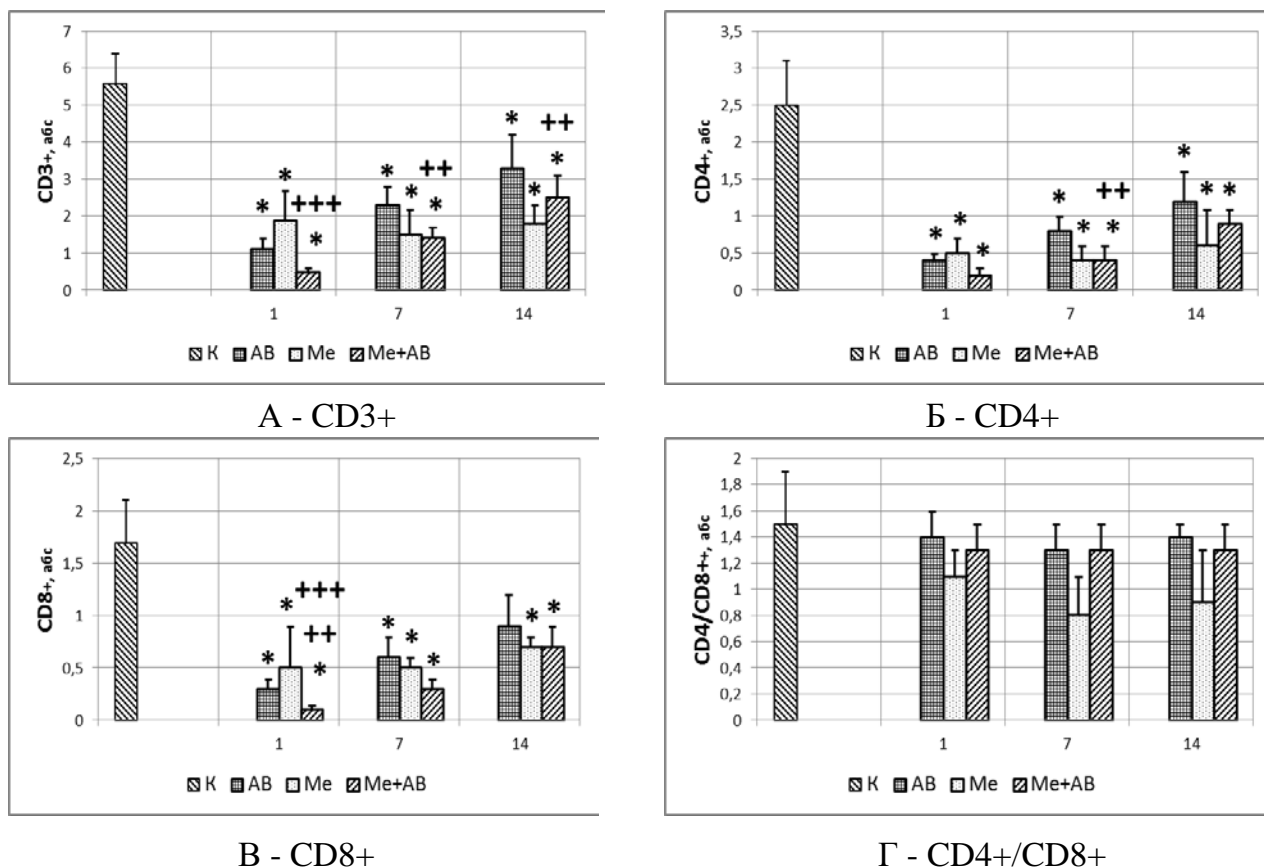 7
6
5
4
3
2
1
0
CD3+, абс
* * +++ *
* * ++ *
* * ++ *
1 7 14
К АВ Ме Ме+АВ
А - CD3+
3,5
3
2,5
2
1,5
1
0,5
0
CD4+, абс
* * *
* * ++ *
* * *
1 7 14
К АВ Ме Ме+АВ
Б - CD4+
2,5
2
1,5
1
0,5
0
CD8+, абс
* * +++ ++ *
* * *
* *
1 7 14
К АВ Ме Ме+АВ
В - CD8+
2
1,8
1,6
1,4
1,2
1
0,8
0,6
0,4
0,2
0
CD4/CD8++, абс
1 7 14
К АВ Ме Ме+АВ
Г - CD4+/CD8+